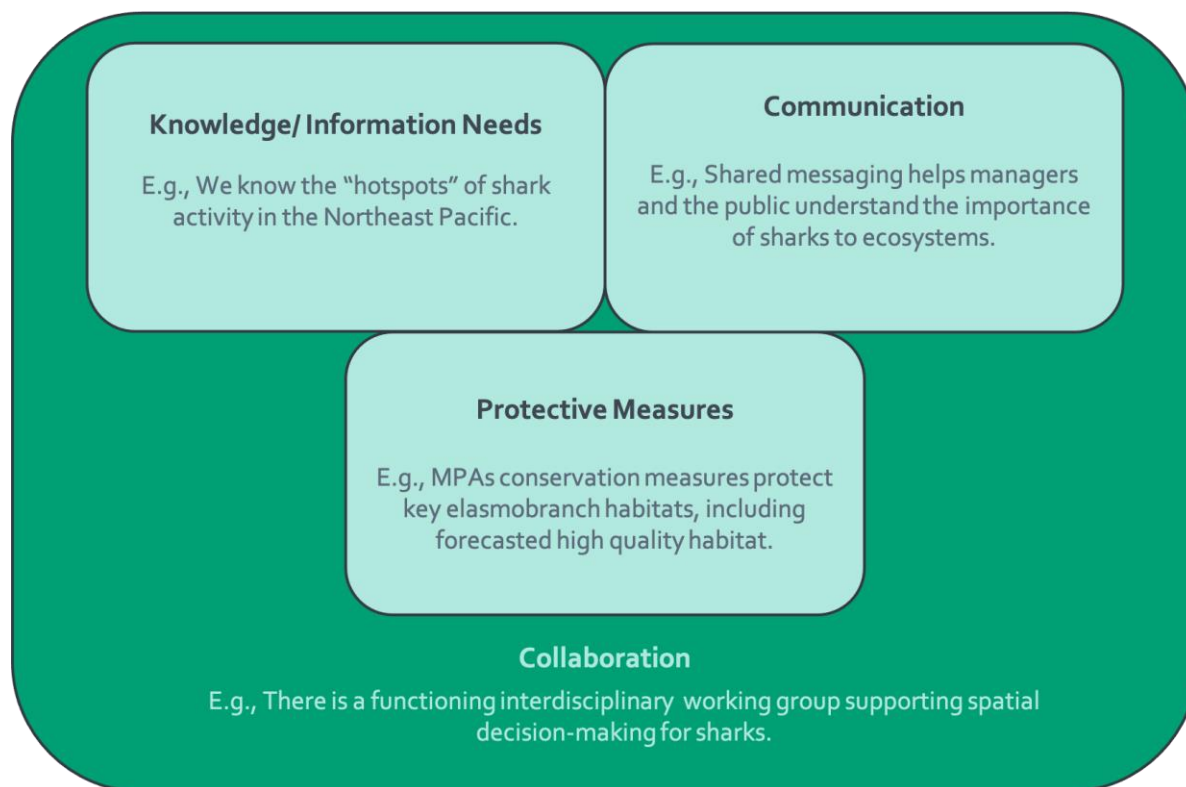 Knowledge/ Information Needs
E.g., We know the “hotspots” of shark
activity in the Northeast Pacific.
Communication
E.g., Shared messaging helps managers
and the public understand the importance
of sharks to ecosystems.
Protective Measures
E.g., MPAs conservation measures protect
key elasmobranch habitats, including
forecasted high quality habitat.
Collaboration
E.g., There is a functioning interdisciplinary working group supporting spatial
decision-making for sharks.